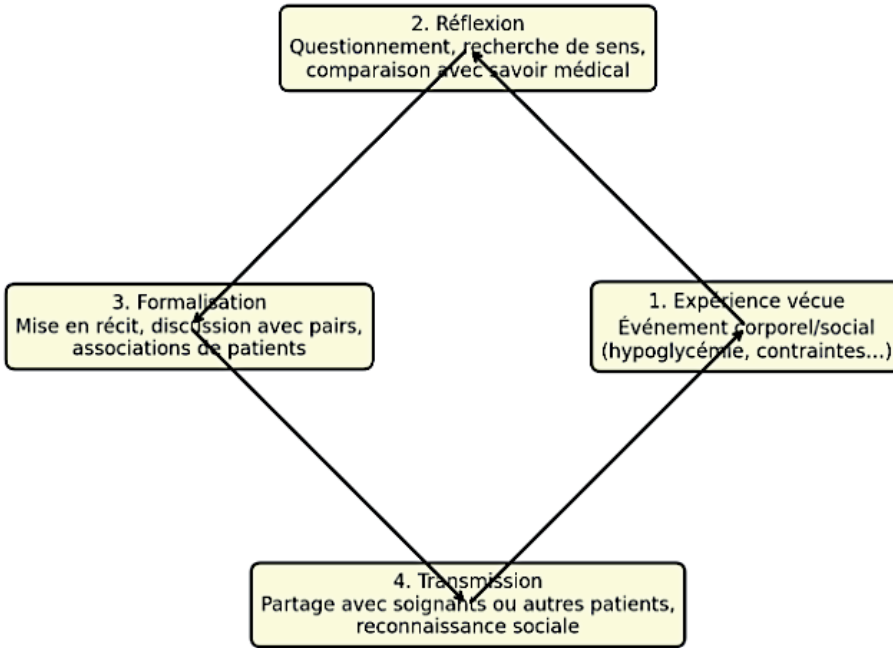 2. Réflexion
Questionnement, recherche de sens,
comparaison avec savoir médical
3. Formalisation
Mise en récit, discussion avec pairs,
associations de patients
1. Expérience vécue
Événement corporel/social
(hypoglycémie, contraintes...)
4. Transmission
Partage avec soignants ou autres patients,
reconnaissance sociale